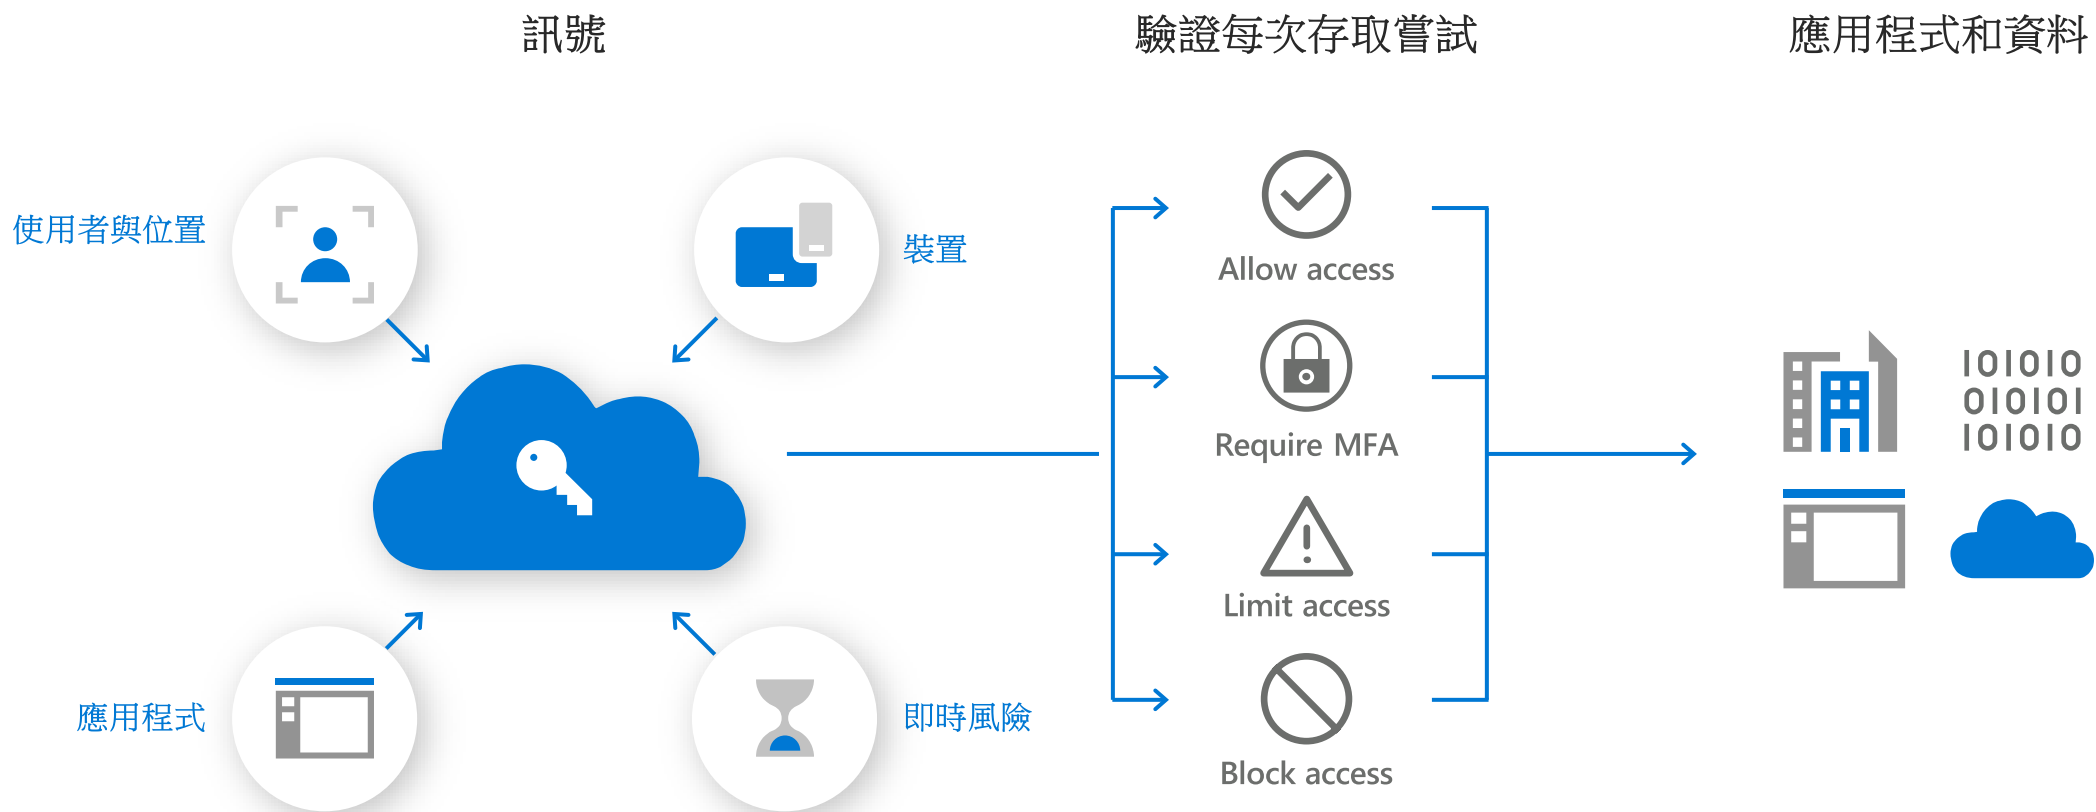 訊號
驗證每次存取嘗試
應用程式和資料
使用者與位置
裝置
應用程式
即時風險
Allow access
Require MFA
Limit access
Block access
101010
010101
101010